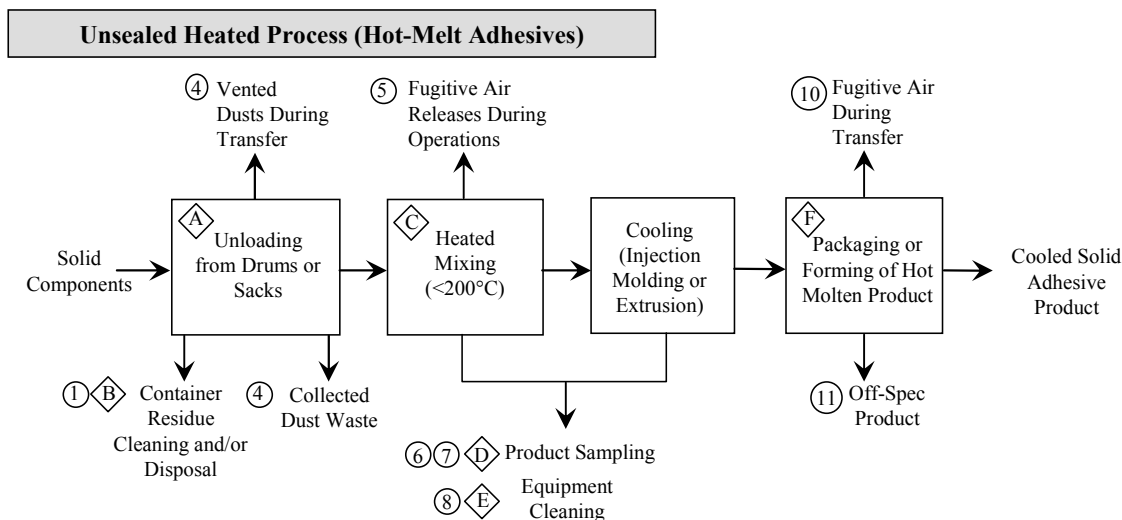 Unsealed Heated Process (Hot-Melt Adhesives)
4 Vented
Dusts During
Transfer
5 Fugitive Air
Releases During
Operations
10 Fugitive Air
During
Transfer
Solid
Components
A
Unloading
from Drums or
Sacks
C
Heated
Mixing
(<200°C)
Cooling
(Injection
Molding or
Extrusion)
F
Packaging or
Forming of Hot
Molten Product
Cooled Solid
Adhesive
Product
1 B Container
Residue
Cleaning and/or
Disposal
4 Collected
Dust Waste
11 Off-Spec
Product
6 7 D Product Sampling
8 E Equipment
Cleaning